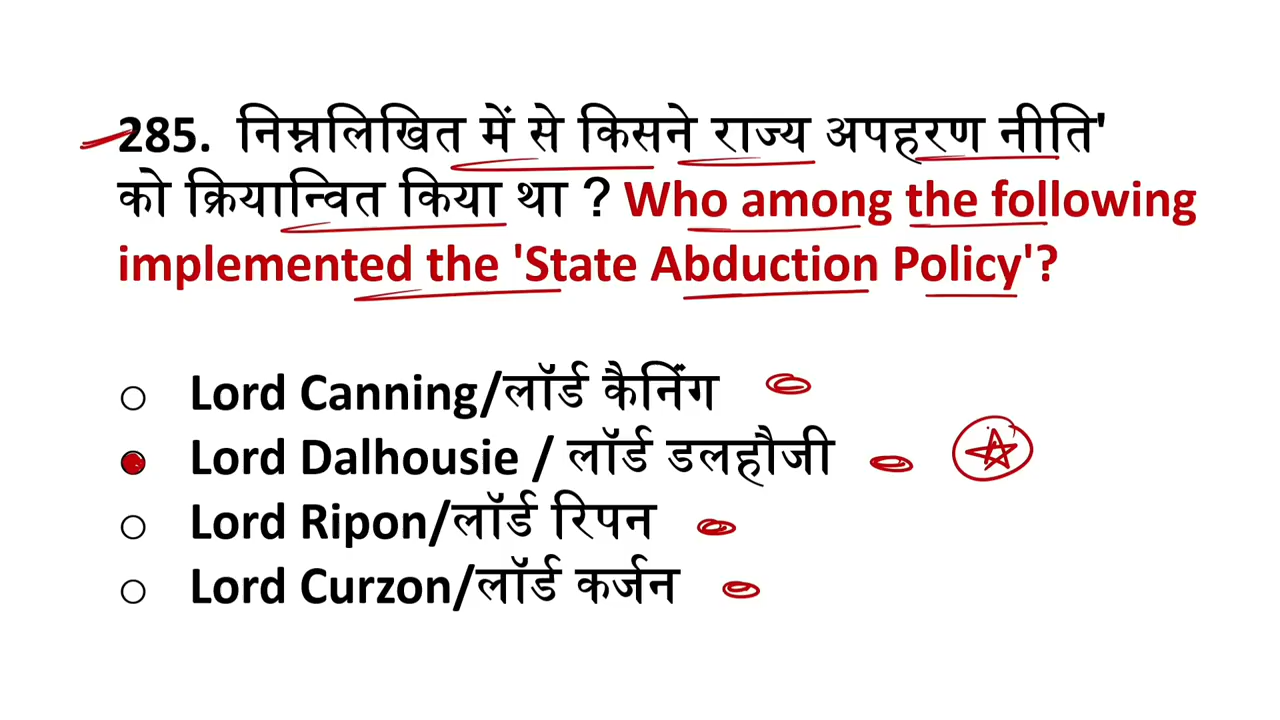 285. निम्नलिखित में से किसने राज्य अपहरण नीति'
को क्रियान्वित किया था ? Who among the following
implemented the 'State Abduction Policy'?
Lord Canning/लॉर्ड कैनिंग
Lord Dalhousie / लॉर्ड डलहौजी
Lord Ripon/लॉर्ड रिपन
Lord Curzon/लॉर्ड कर्जन